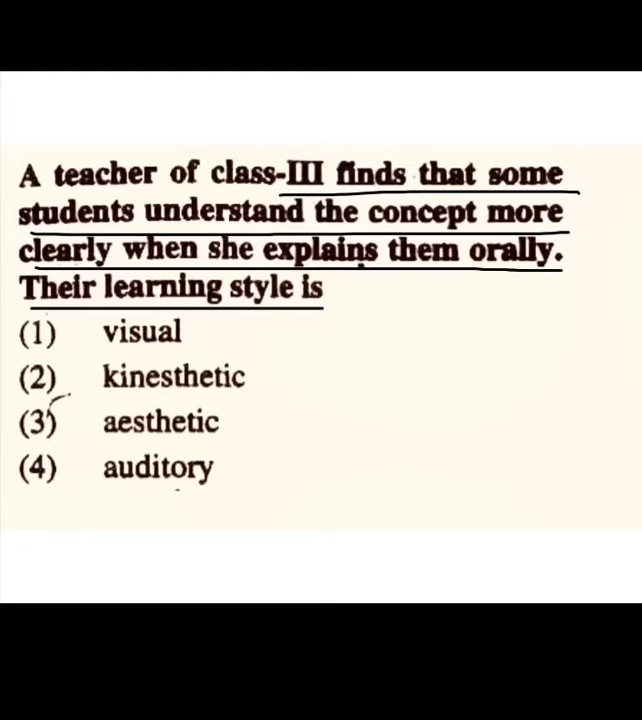 A teacher of class-III finds that some
students understand the concept more
clearly when she explains them orally.
Their learning style is
(1) visual
(2) kinesthetic
(3) aesthetic
(4) auditory